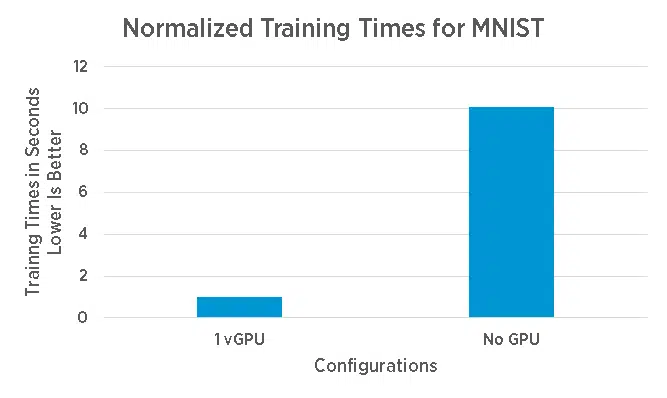 Normalized Training Times for MNIST
Trainng Times in Seconds
Lower Is Better
12
10
8
6
4
2
0
1 vGPU
No GPU
Configurations